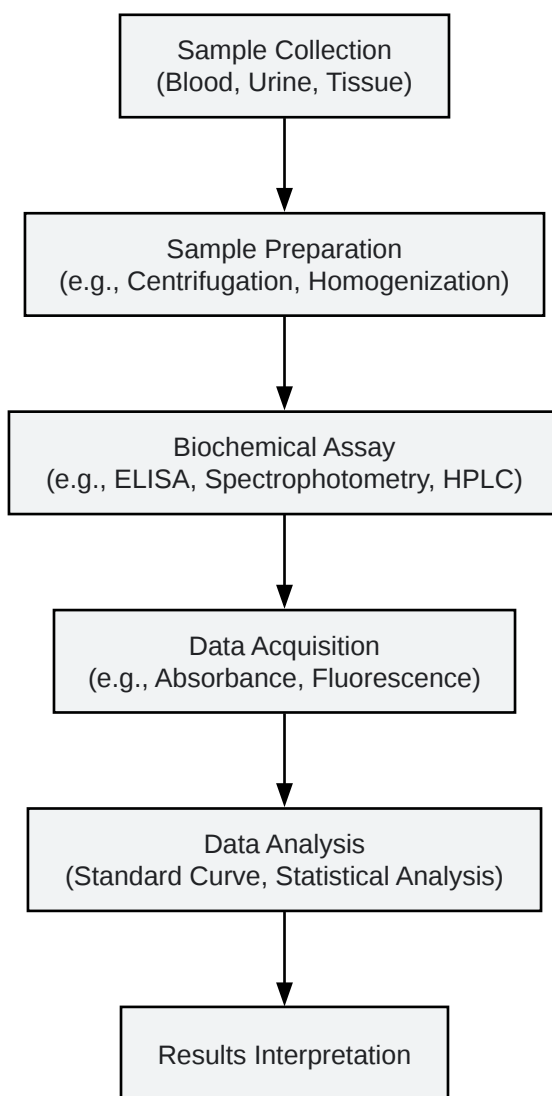 Sample Collection
(Blood, Urine, Tissue)
Sample Preparation
(e.g., Centrifugation, Homogenization)
Biochemical Assay
(e.g., ELISA, Spectrophotometry, HPLC)
Data Acquisition
(e.g., Absorbance, Fluorescence)
Data Analysis
(Standard Curve, Statistical Analysis)
Results Interpretation